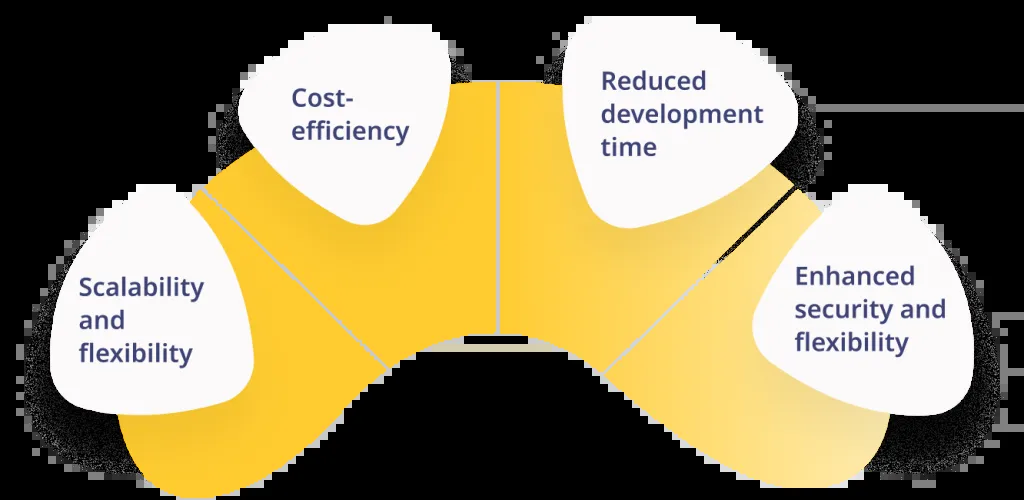 Cost-
efficiency
Reduced
development
time
Scalability
and
flexibility
Enhanced
security and
flexibility